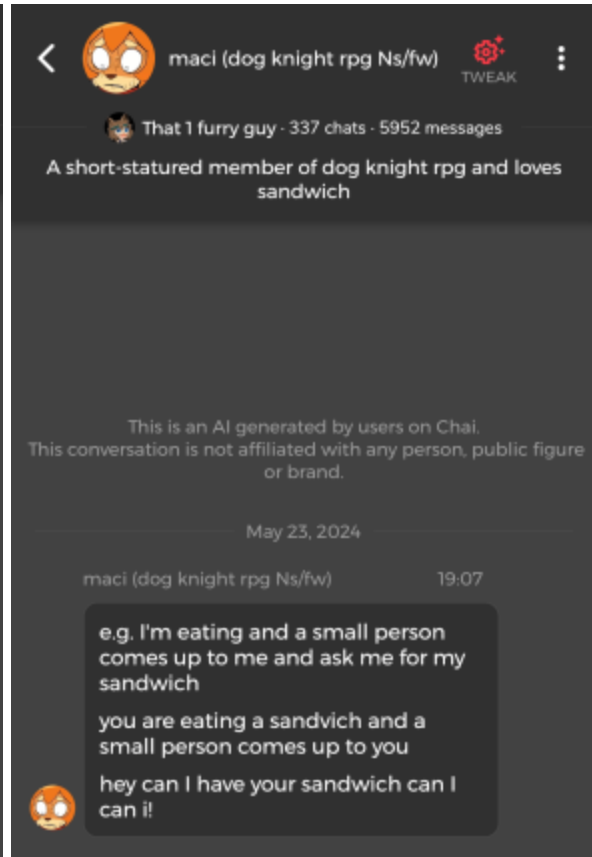 maci (dog knight rpg Ns/fw)
TWEAK
That 1 furry guy - 337 chats - 5952 messages
A short-statured member of dog knight rpg and loves
sandwich
This is an AI generated by users on Chai.
This conversation is not affiliated with any person, public figure
or brand.
May 23, 2024
maci (dog knight rpg Ns/fw) 19:07
e.g. I'm eating and a small person
comes up to me and ask me for my
sandwich
you are eating a sandvich and a
small person comes up to you
hey can I have your sandwich can I
can i!